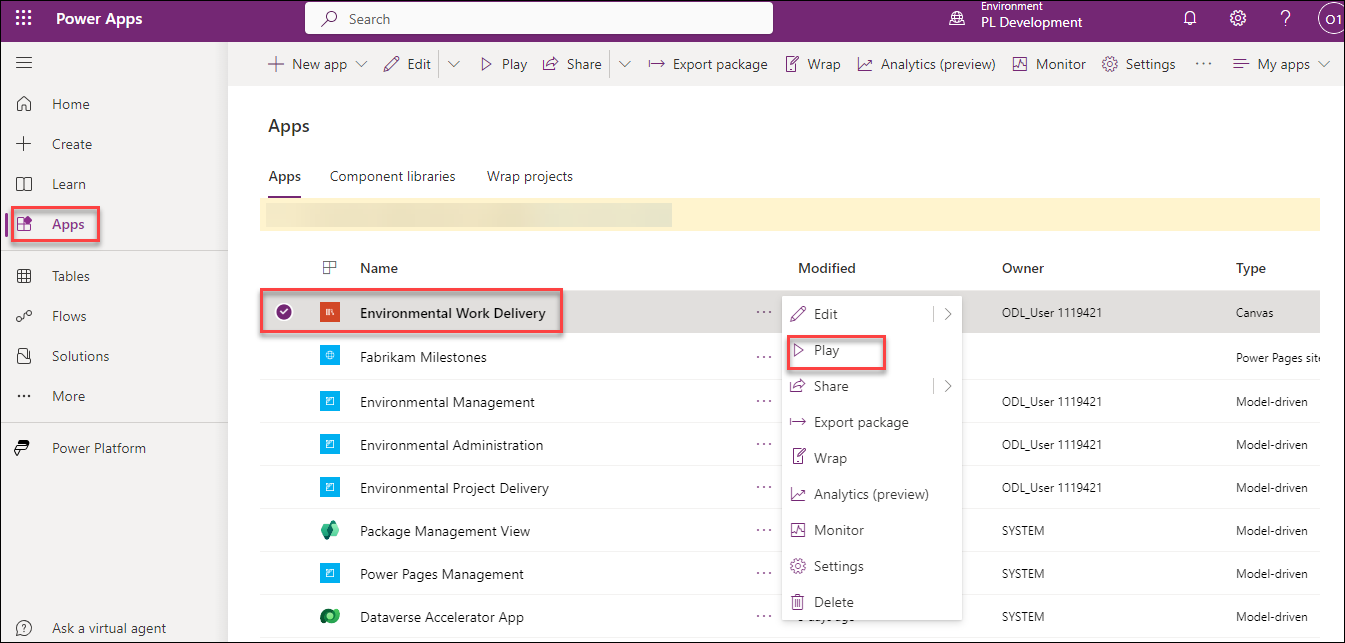 Power Apps
Search
Environment
PL Development
?
O1
New app
Edit
Play
Share
Export package
Wrap
Analytics (preview)
Monitor
Settings
···
My apps
Home
Create
Learn
Apps
Tables
Flows
Solutions
··· More
Power Platform
Ask a virtual agent
Apps
Apps Component libraries Wrap projects
Name Modified Owner Type
Environmental Work Delivery ··· ODL_User 1119421 Canvas
Fabrikam Milestones ··· Power Pages site
Environmental Management ··· ODL_User 1119421 Model-driven
Environmental Administration ··· ODL_User 1119421 Model-driven
Environmental Project Delivery ··· ODL_User 1119421 Model-driven
Package Management View ··· SYSTEM Model-driven
Power Pages Management ··· SYSTEM Model-driven
Dataverse Accelerator App ··· days ago SYSTEM Model-driven
Edit
Play
Share
Export package
Wrap
Analytics (preview)
Monitor
Settings
Delete